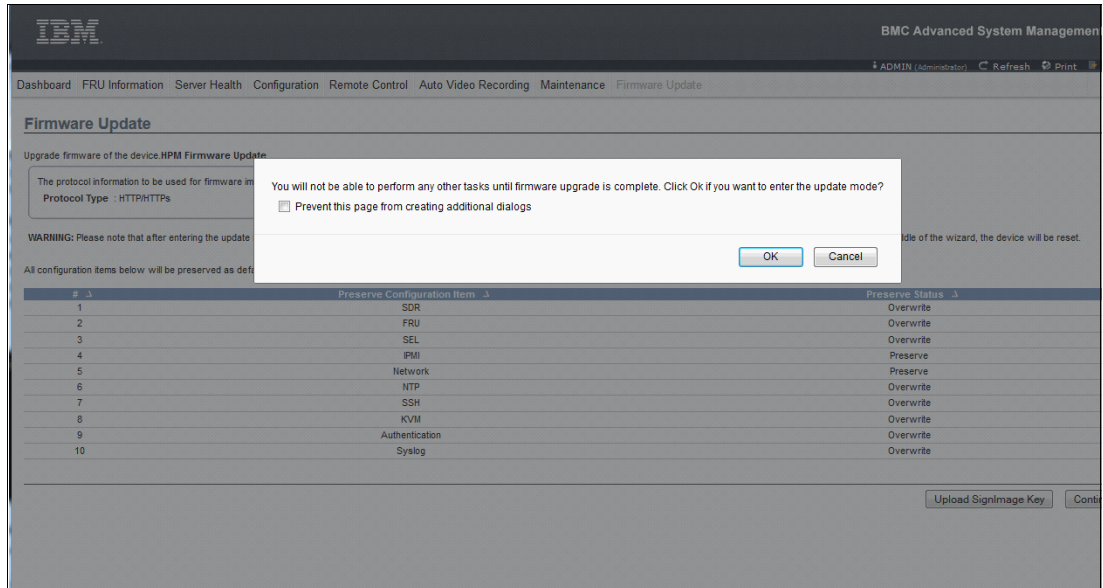 IBM
BMC Advanced System Managemen
ADMIN (Administrator) Refresh Print
Dashboard FRU Information Server Health Configuration Remote Control Auto Video Recording Maintenance Firmware Update
Firmware Update
Upgrade firmware of the device.HPM Firmware Update
The protocol information to be used for firmware im
Protocol Type : HTTP/HTTPs
You will not be able to perform any other tasks until firmware upgrade is complete. Click Ok if you want to enter the update mode?
Prevent this page from creating additional dialogs
OK Cancel
WARNING: Please note that after entering the update ddle of the wizard, the device will be reset.
All configuration items below will be preserved as defa
# Preserve Configuration Item Preserve Status
1 SDR Overwrite
2 FRU Overwrite
3 SEL Overwrite
4 IPMI Preserve
5 Network Preserve
6 NTP Overwrite
7 SSH Overwrite
8 KVM Overwrite
9 Authentication Overwrite
10 Syslog Overwrite
Upload SignImage Key Contin